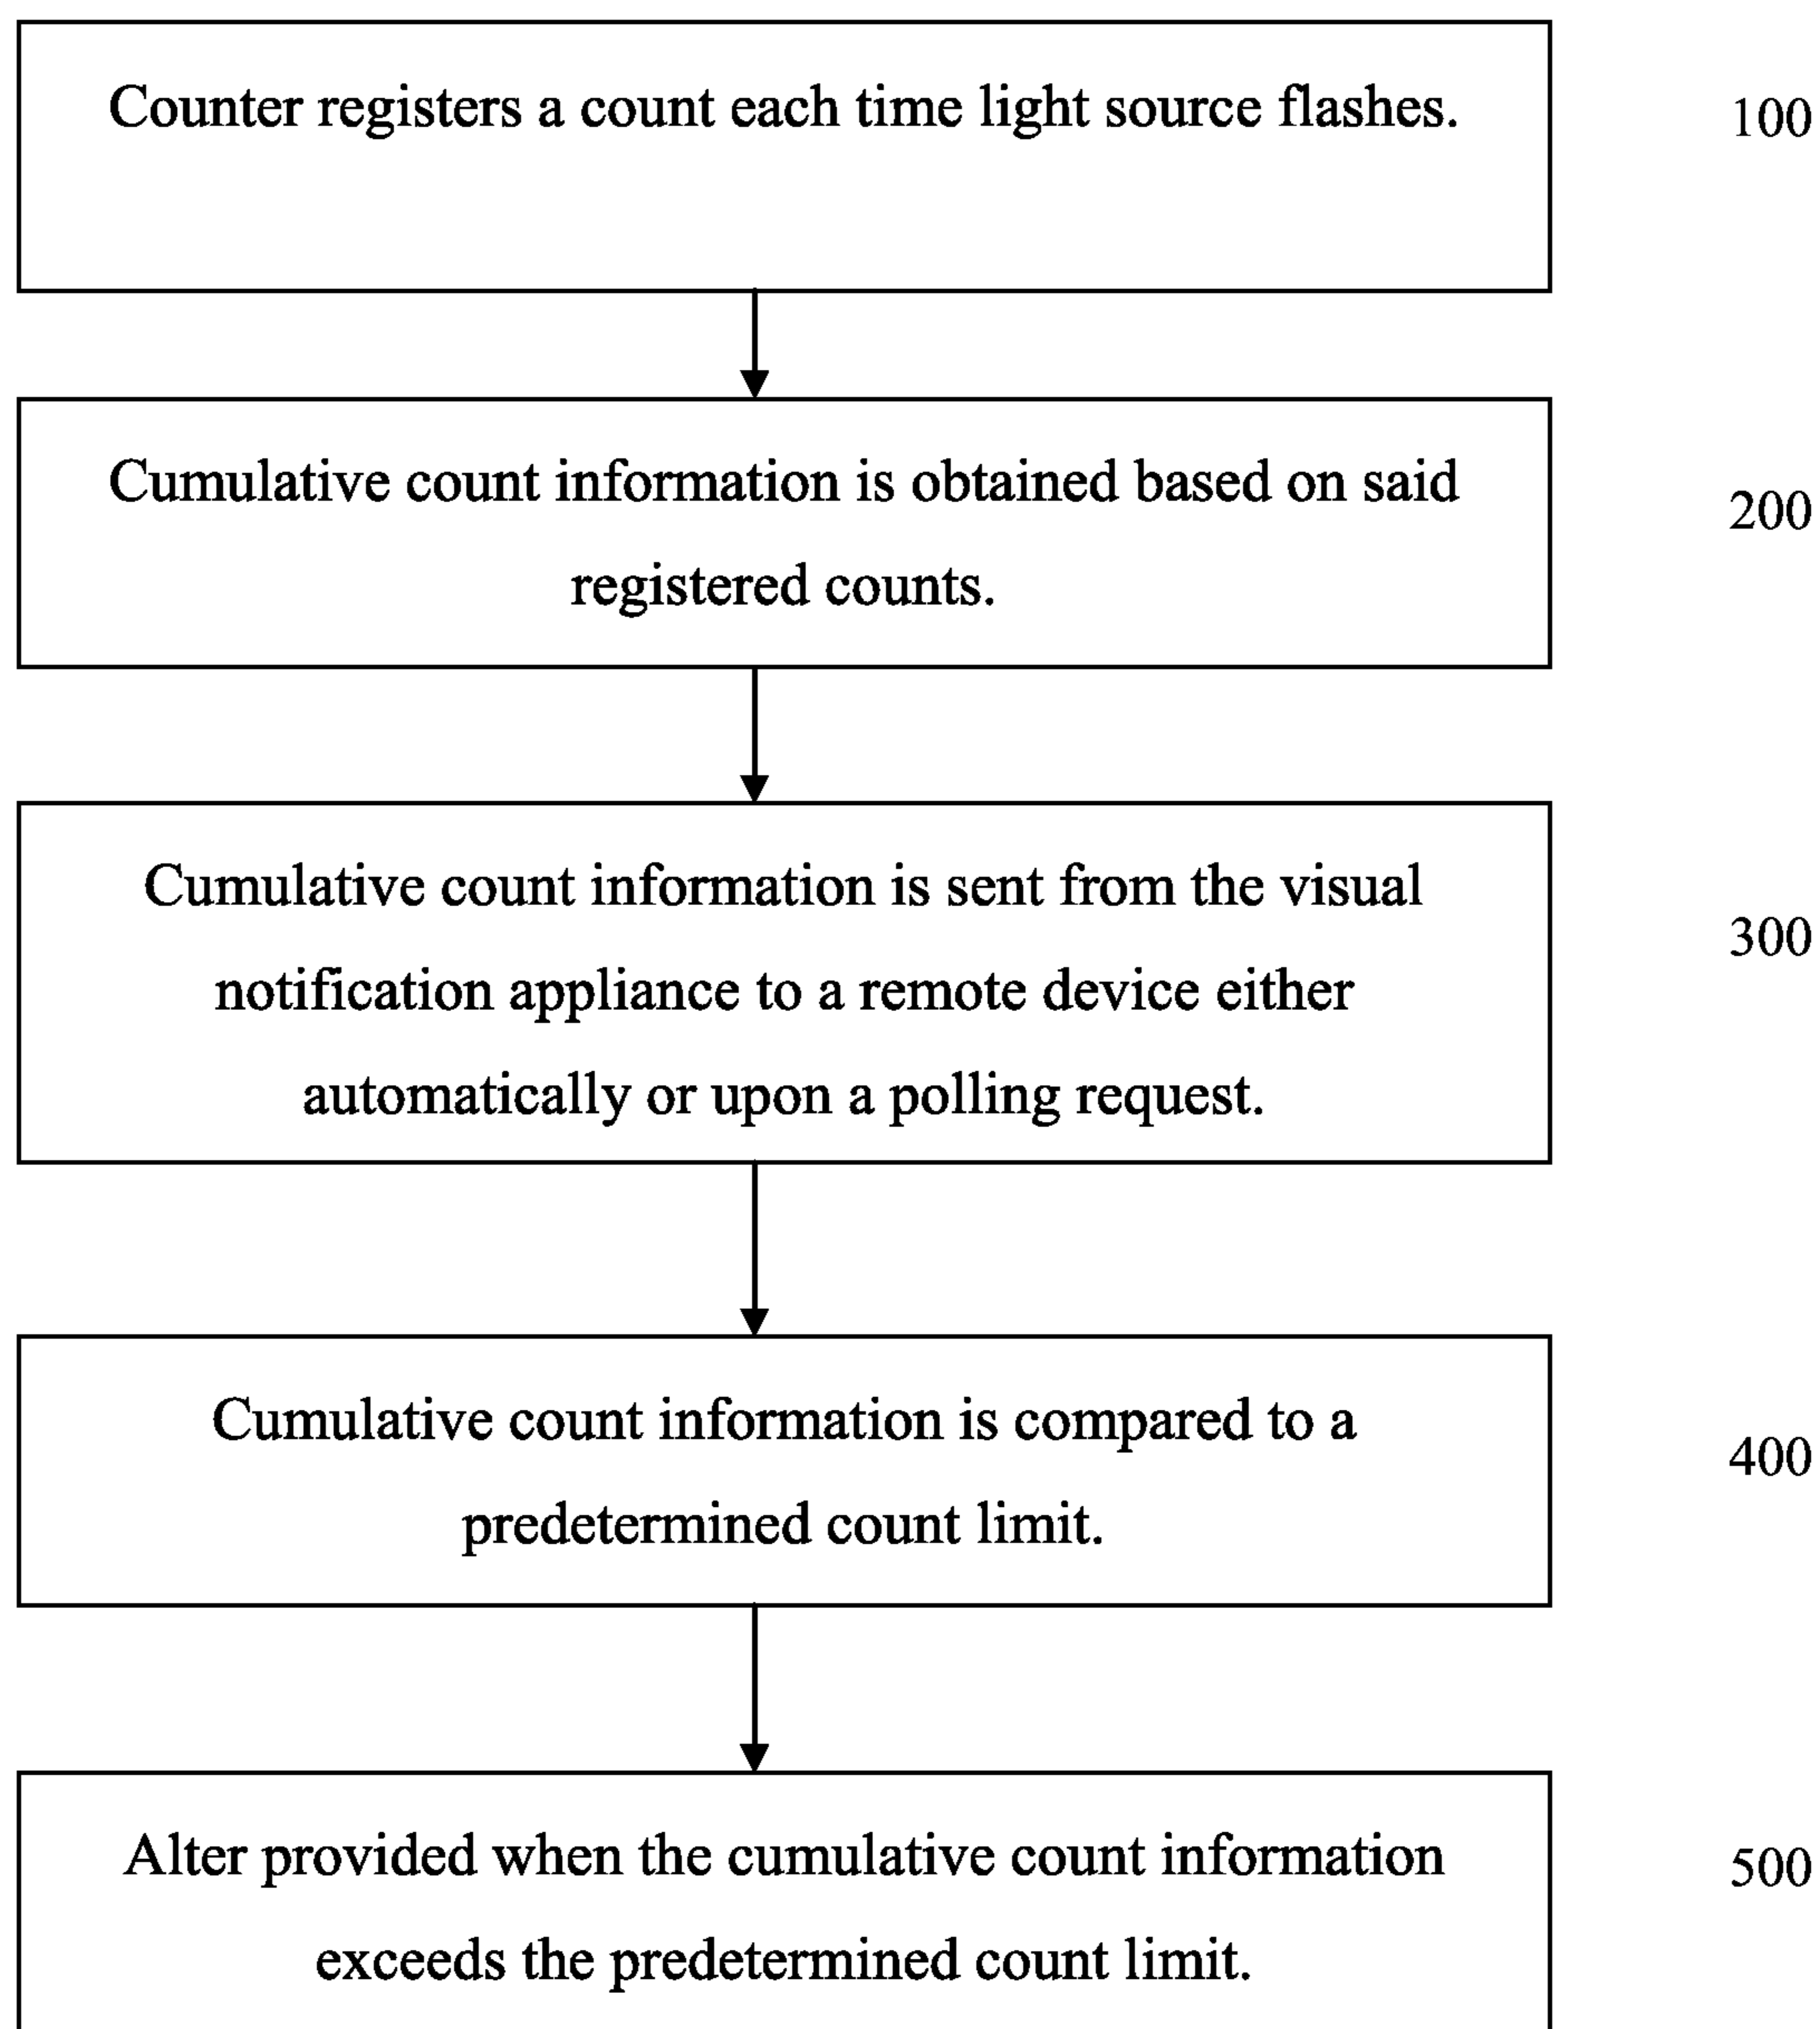 Counter registers a count each time light source flashes.
100
Cumulative count information is obtained based on said
200
registered counts.
Cumulative count information is sent from the visual
300
notification appliance to a remote device either
automatically or upon a polling request.
Cumulative count information is compared to a
400
predetermined count limit.
Alter provided when the cumulative count information
500
exceeds the predetermined count limit.